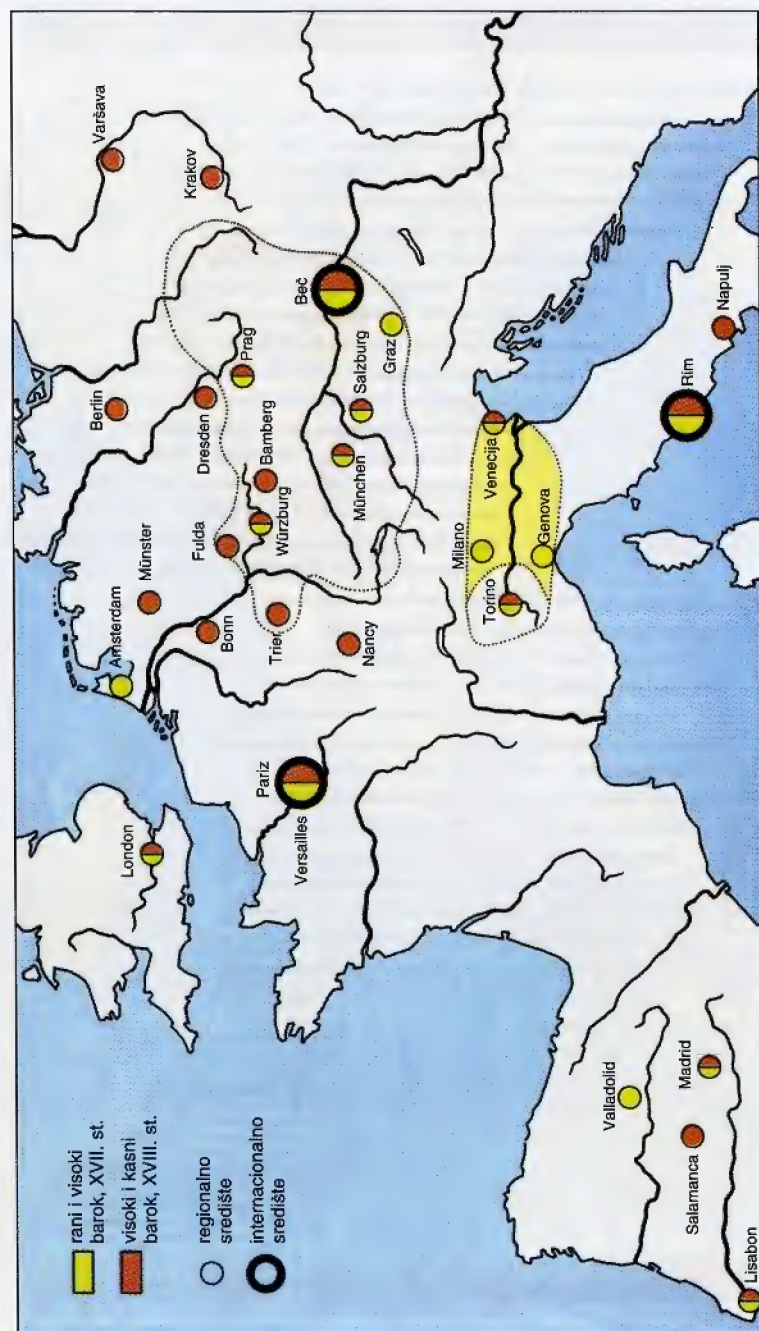 rani i visoki
barok, XVII. st.
visoki i kasni
barok, XVIII. st.
regionalno
središte
internacionalno
središte
London
Amsterdam
Münster
Berlin
Varšava
Krakov
Bonn
Fulda
Dresden
Prag
Trier
Würzburg
Bamberg
Nancy
Pariz
Versailles
München
Salzburg
Beč
Graz
Milano
Venecija
Torino
Genova
Rim
Napulj
Valladolid
Salamanca
Madrid
Lisabon